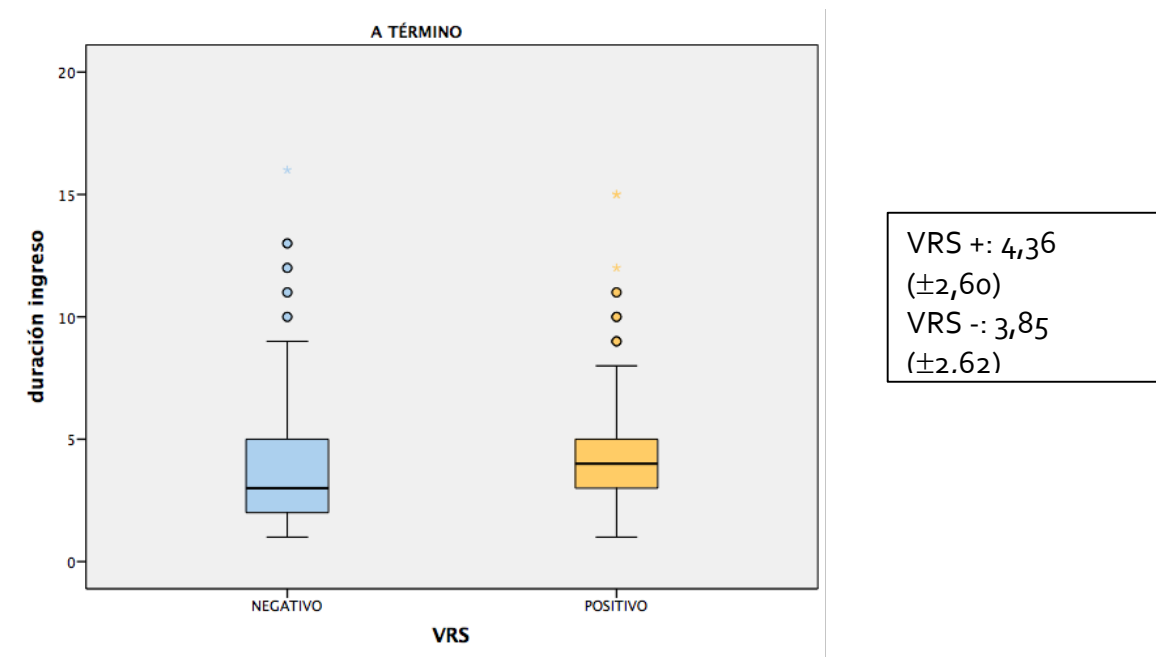 A TÉRMINO
20
15
10
5
0
duración ingreso
NEGATIVO
POSITIVO
VRS
VRS +: 4,36
(±2,60)
VRS -: 3,85
(±2,62)